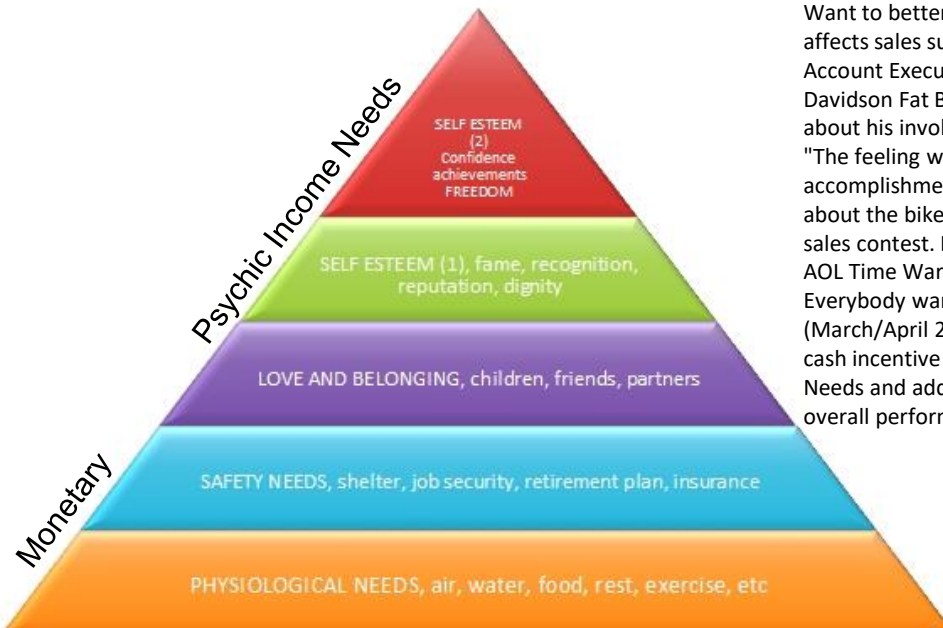 Psychic Income Needs
Monetary
SELF ESTEEM
(2)
Confidence
achievements
FREEDOM
SELF ESTEEM (1), fame, recognition,
reputation, dignity
LOVE AND BELONGING, children, friends, partners
SAFETY NEEDS, shelter, job security, retirement plan, insurance
PHYSIOLOGICAL NEEDS, air, water, food, rest, exercise, etc
Want to better
affects sales su
Account Execu
Davidson Fat B
about his invol
"The feeling w
accomplishme
about the bike
sales contest.
AOL Time War
Everybody wa
(March/April 2
cash incentive
Needs and add
overall perform